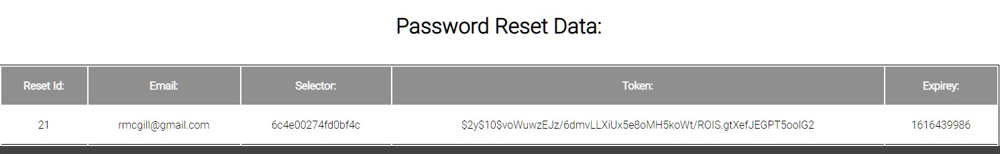 Password Reset Data:
Reset Id: Email: Selector: Token: Expirey:
21 rmcgill@gmail.com 6c4e00274fd0bf4c $2y$10$voWuwzEJz/6dmvLLXiUx5e8oMH5koWt/ROIS.gtXefJEGPT5oolG2 1616439986